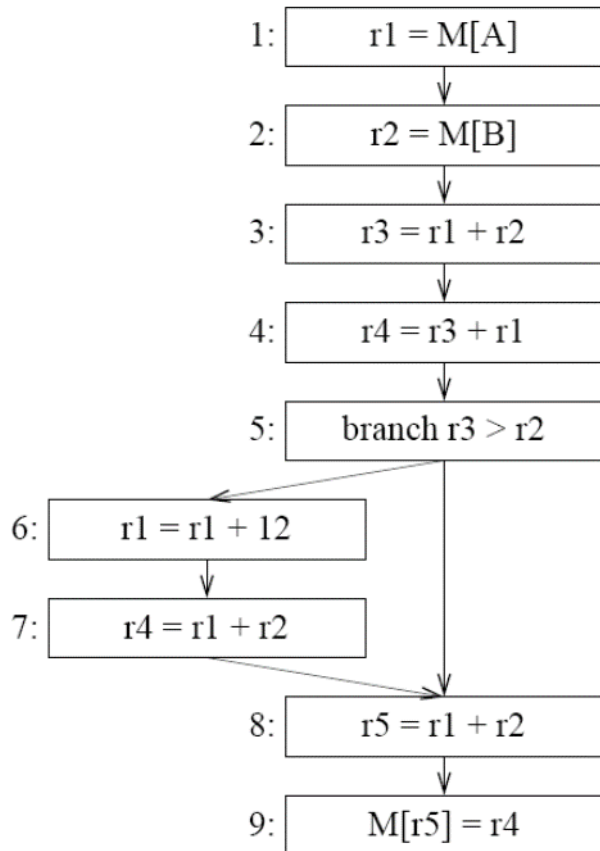 1: r1 = M[A]
2: r2 = M[B]
3: r3 = r1 + r2
4: r4 = r3 + r1
5: branch r3 > r2
6: r1 = r1 + 12
7: r4 = r1 + r2
8: r5 = r1 + r2
9: M[r5] = r4